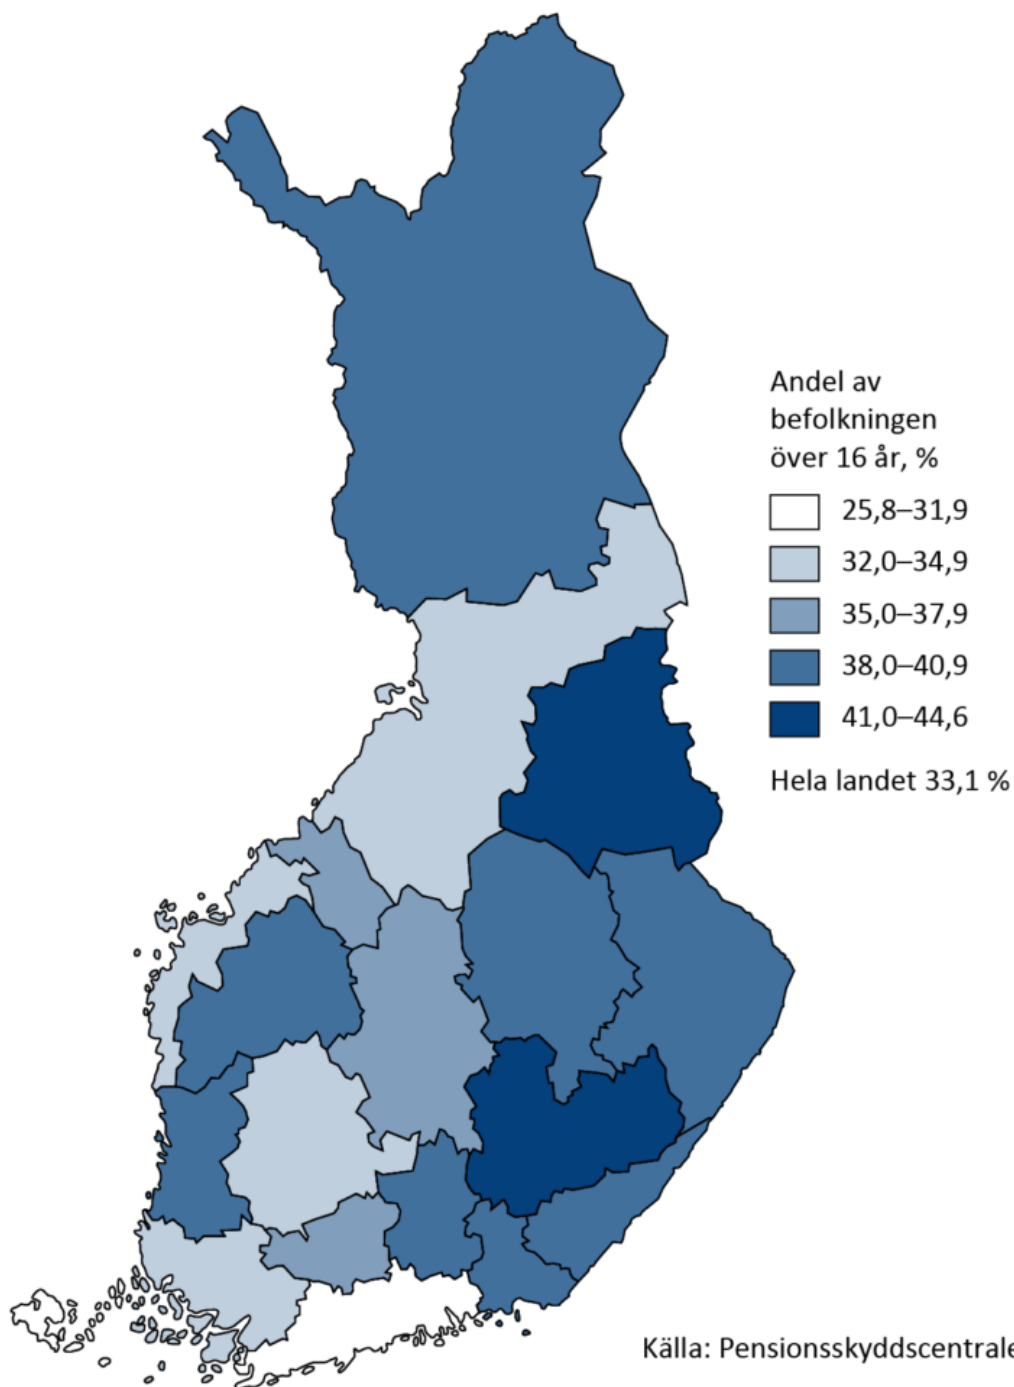 Andel av
befolkningen
över 16 år, %
25,8–31,9
32,0–34,9
35,0–37,9
38,0–40,9
41,0–44,6
Hela landet 33,1 %
Källa: Pensionsskyddscentrale